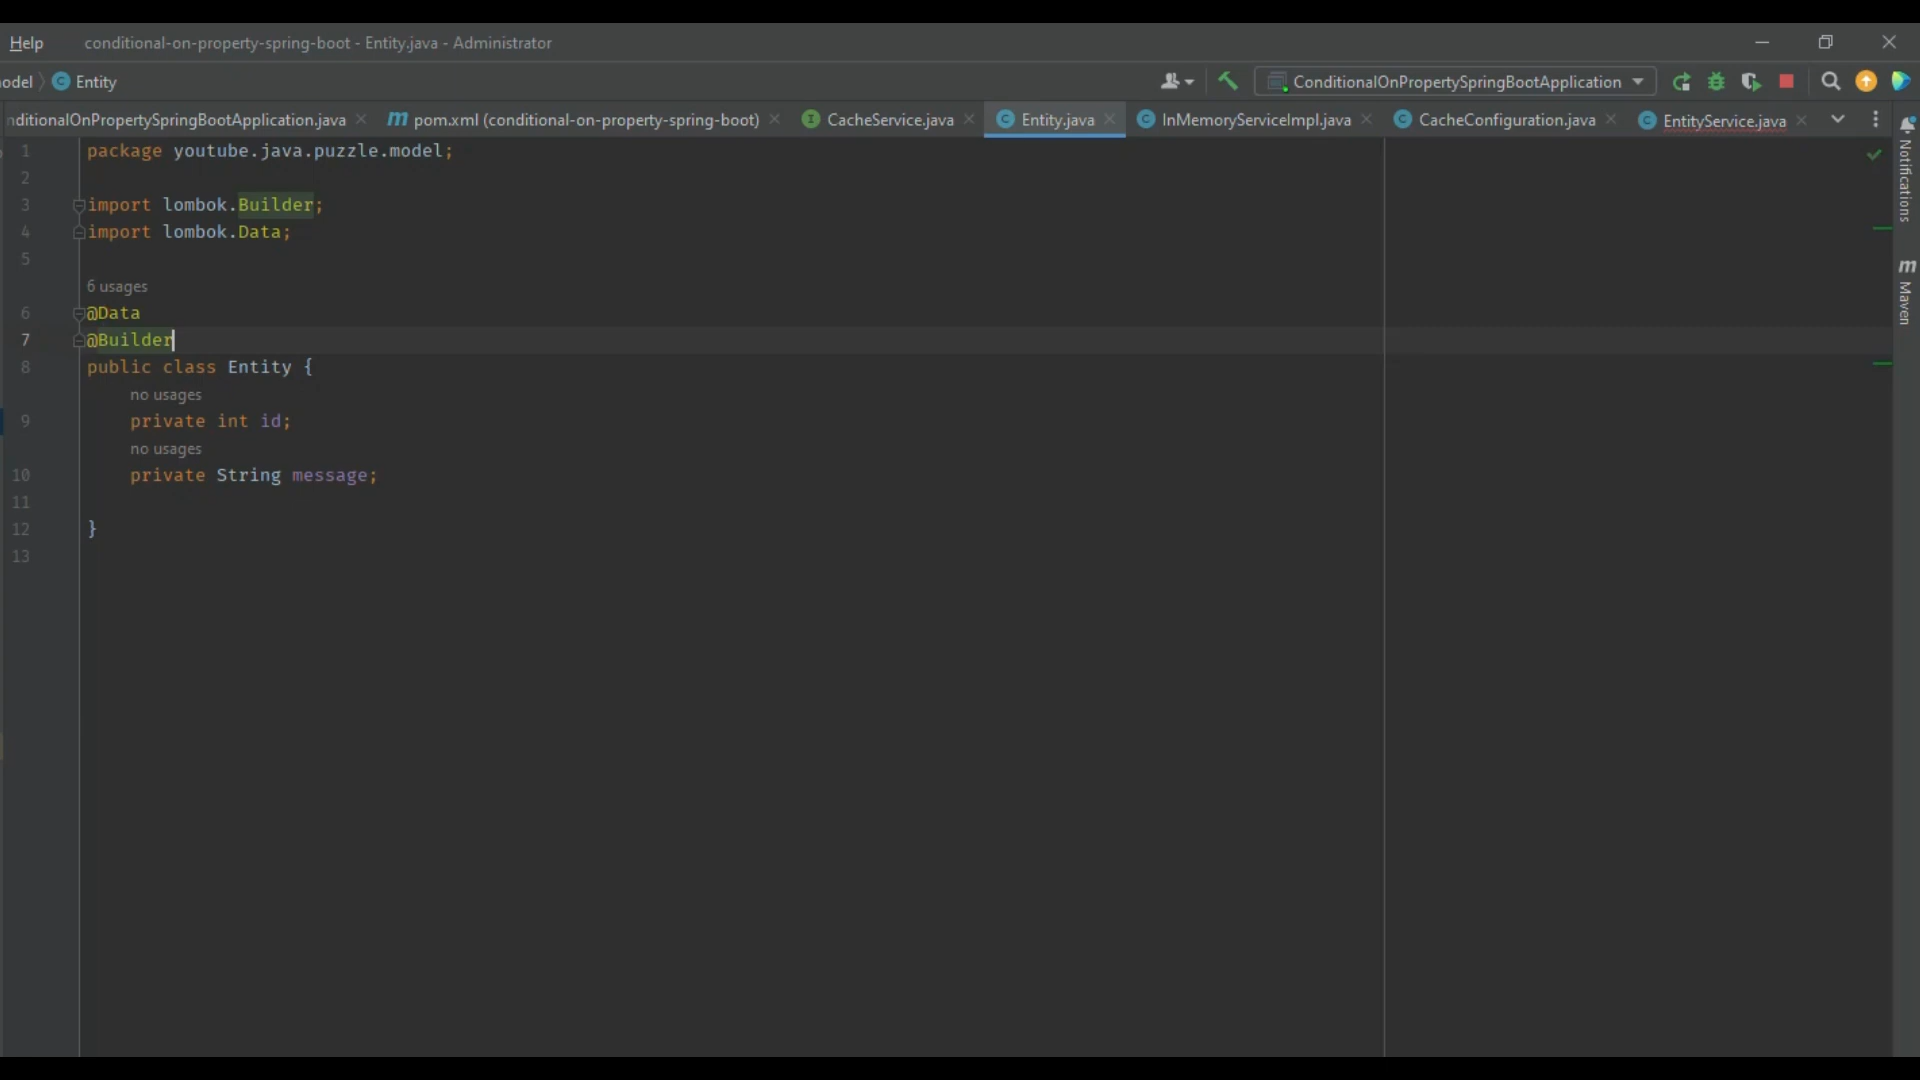 Help conditional-on-property-spring-boot - Entity.java - Administrator
odel Entity ConditionalOnPropertySpringBootApplication
nditionalOnPropertySpringBootApplication.java pom.xml (conditional-on-property-spring-boot) CacheService.java Entity.java InMemoryServiceImpl.java CacheConfiguration.java EntityService.java
1 package youtube.java.puzzle.model;
2
3 import lombok.Builder;
4 import lombok.Data;
5
6 usages
6 @Data
7 @Builder
8 public class Entity {
no usages
9 private int id;
no usages
10 private String message;
11
12 }
13
Notifications
Maven